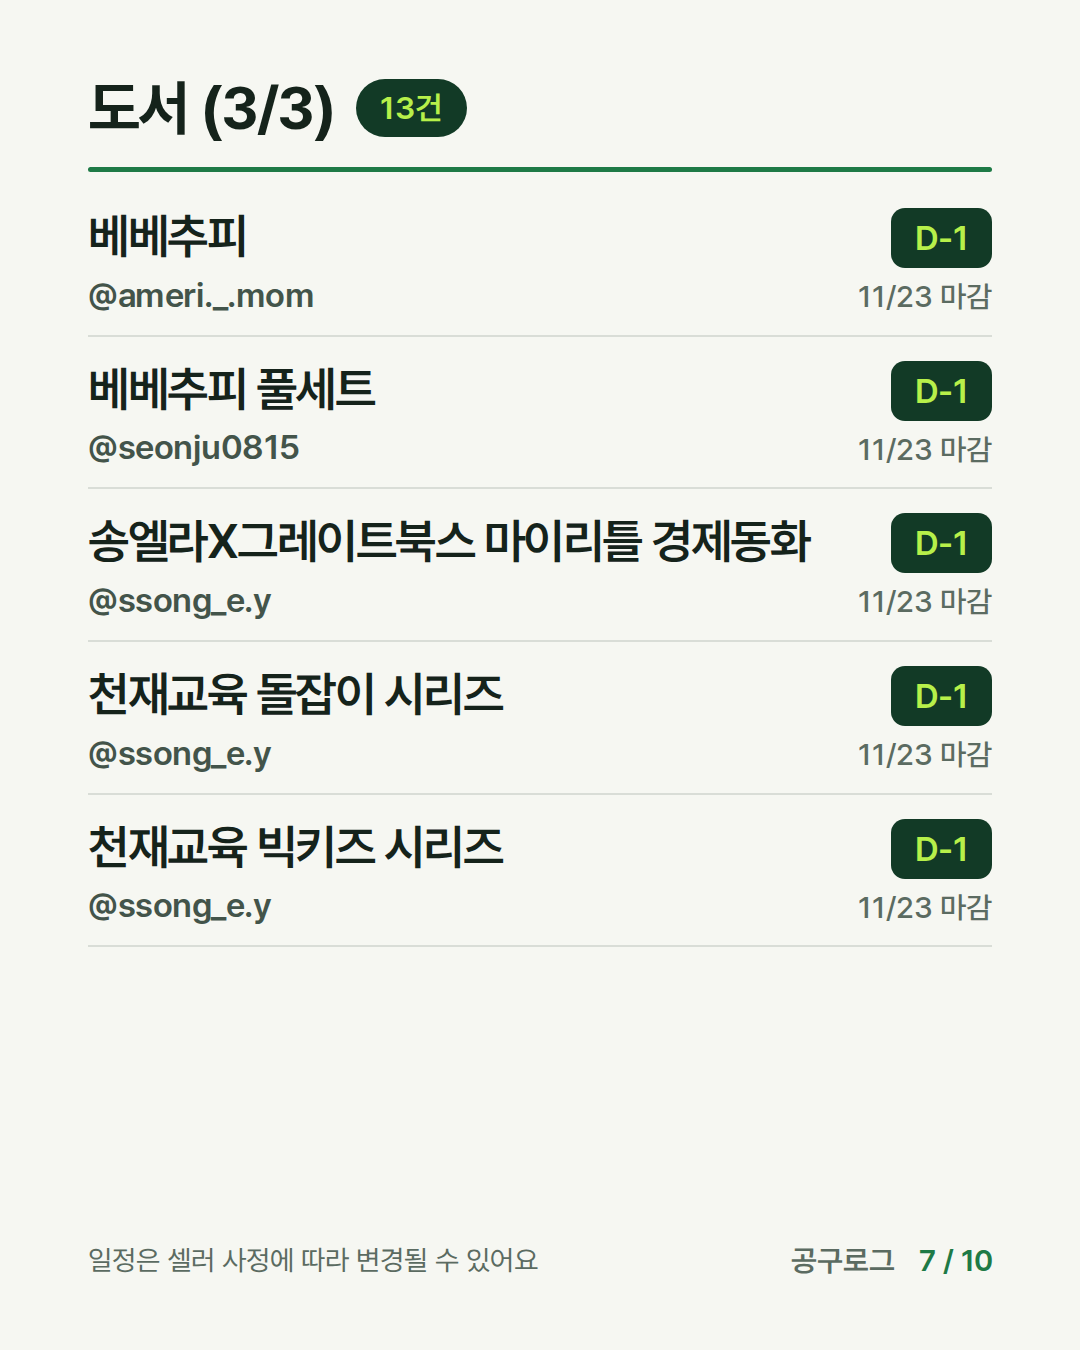 도서 (3/3) 13건
베베추피 D-1
@ameri._.mom 11/23 마감
베베추피 풀세트 D-1
@seonju0815 11/23 마감
송엘라X그레이트북스 마이리틀 경제동화 D-1
@ssong_e.y 11/23 마감
천재교육 돌잡이 시리즈 D-1
@ssong_e.y 11/23 마감
천재교육 빅키즈 시리즈 D-1
@ssong_e.y 11/23 마감
일정은 셀러 사정에 따라 변경될 수 있어요 공구로그 7 / 10